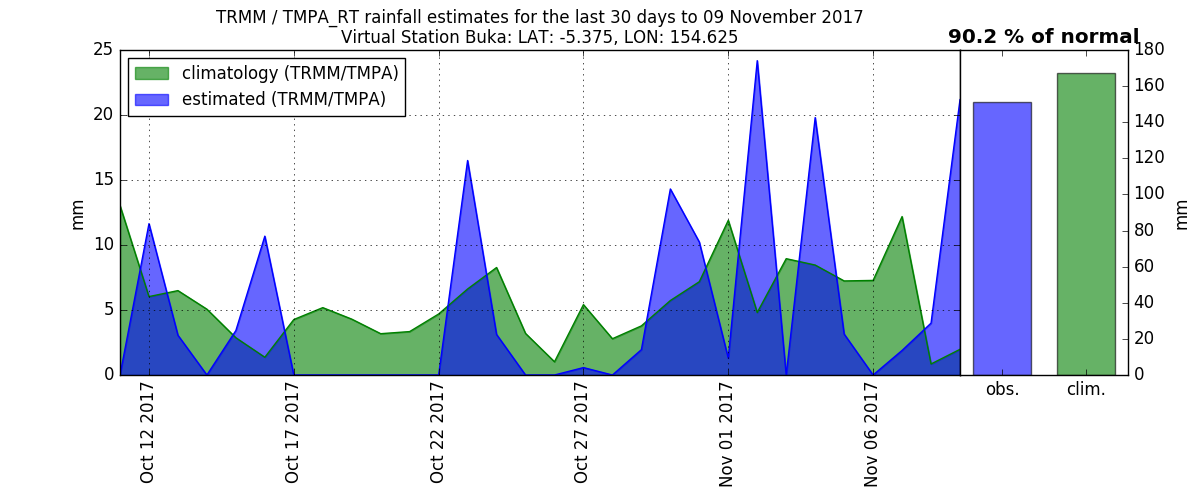 TRMM / TMPA_RT rainfall estimates for the last 30 days to 09 November 2017
Virtual Station Buka: LAT: -5.375, LON: 154.625
90.2 % of normal
climatology (TRMM/TMPA)
estimated (TRMM/TMPA)
25
20
15
10
5
0
mm
Oct 12 2017
Oct 17 2017
Oct 22 2017
Oct 27 2017
Nov 01 2017
Nov 06 2017
obs.
clim.
180
160
140
120
100
80
60
40
20
0
mm